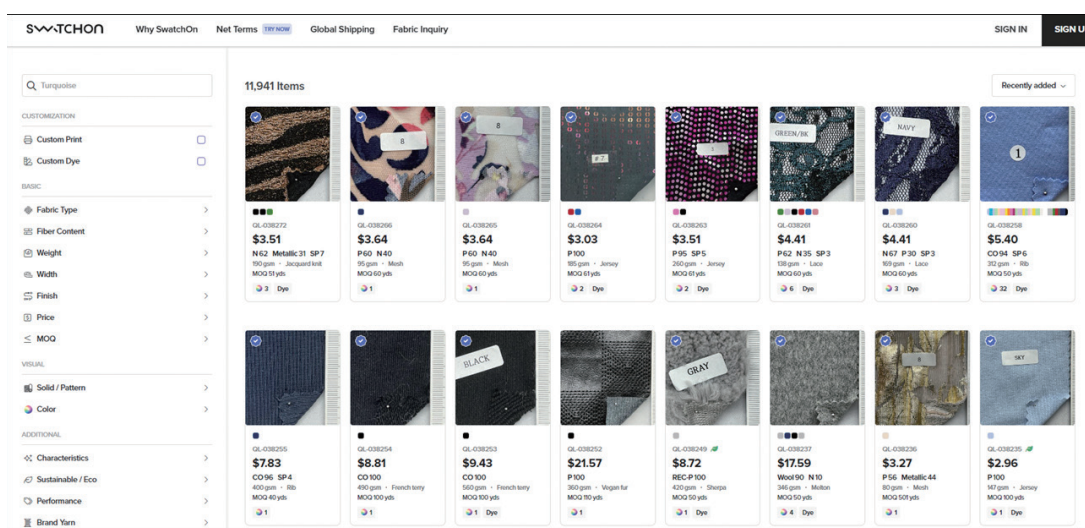 SWATCHON Why SwatchOn Net Terms TRY NOW Global Shipping Fabric Inquiry SIGN IN SIGN U
Turquoise
CUSTOMIZATION
Custom Print
Custom Dye
BASIC
Fabric Type
Fiber Content
Weight
Width
Finish
Price
MOQ
VISUAL
Solid / Pattern
Color
ADDITIONAL
Characteristics
Sustainable / Eco
Performance
Brand Yarn
11,941 Items Recently added
8 8 # 7 1 GREEN/BK NAVY 1
QL-038272 QL-038266 QL-038265 QL-038264 QL-038263 QL-038261 QL-038260 QL-038258
$3.51 $3.64 $3.64 $3.03 $3.51 $4.41 $4.41 $5.40
N62 Metallic31 SP7 P60 N40 P60 N40 P100 P95 SP5 P62 N35 SP3 N67 P30 SP3 CO94 SP6
190 gsm • Jacquard knit 95 gsm • Mesh 95 gsm • Mesh 185 gsm • Jersey 260 gsm • Jersey 138 gsm • Lace 169 gsm • Lace 312 gsm • Rib
MOQ 51 yds MOQ 60 yds MOQ 60 yds MOQ 61 yds MOQ 61 yds MOQ 60 yds MOQ 60 yds MOQ 50 yds
3 Dye 1 1 2 Dye 2 Dye 6 Dye 3 Dye 32 Dye
BLACK GRAY 8 SKY
QL-038255 QL-038254 QL-038253 QL-038252 QL-038249 QL-038237 QL-038236 QL-038235
$7.83 $8.81 $9.43 $21.57 $8.72 $17.59 $3.27 $2.96
CO96 SP4 CO100 CO100 P100 REC-P100 Wool90 N10 P56 Metallic44 P100
400 gsm • Rib 490 gsm • French terry 560 gsm • French terry 360 gsm • Vegan fur 420 gsm • Sherpa 346 gsm • Melton 80 gsm • Mesh 147 gsm • Jersey
MOQ 40 yds MOQ 100 yds MOQ 100 yds MOQ 110 yds MOQ 50 yds MOQ 50 yds MOQ 501 yds MOQ 100 yds
1 1 1 Dye 1 1 Dye 4 Dye 1 1 Dye